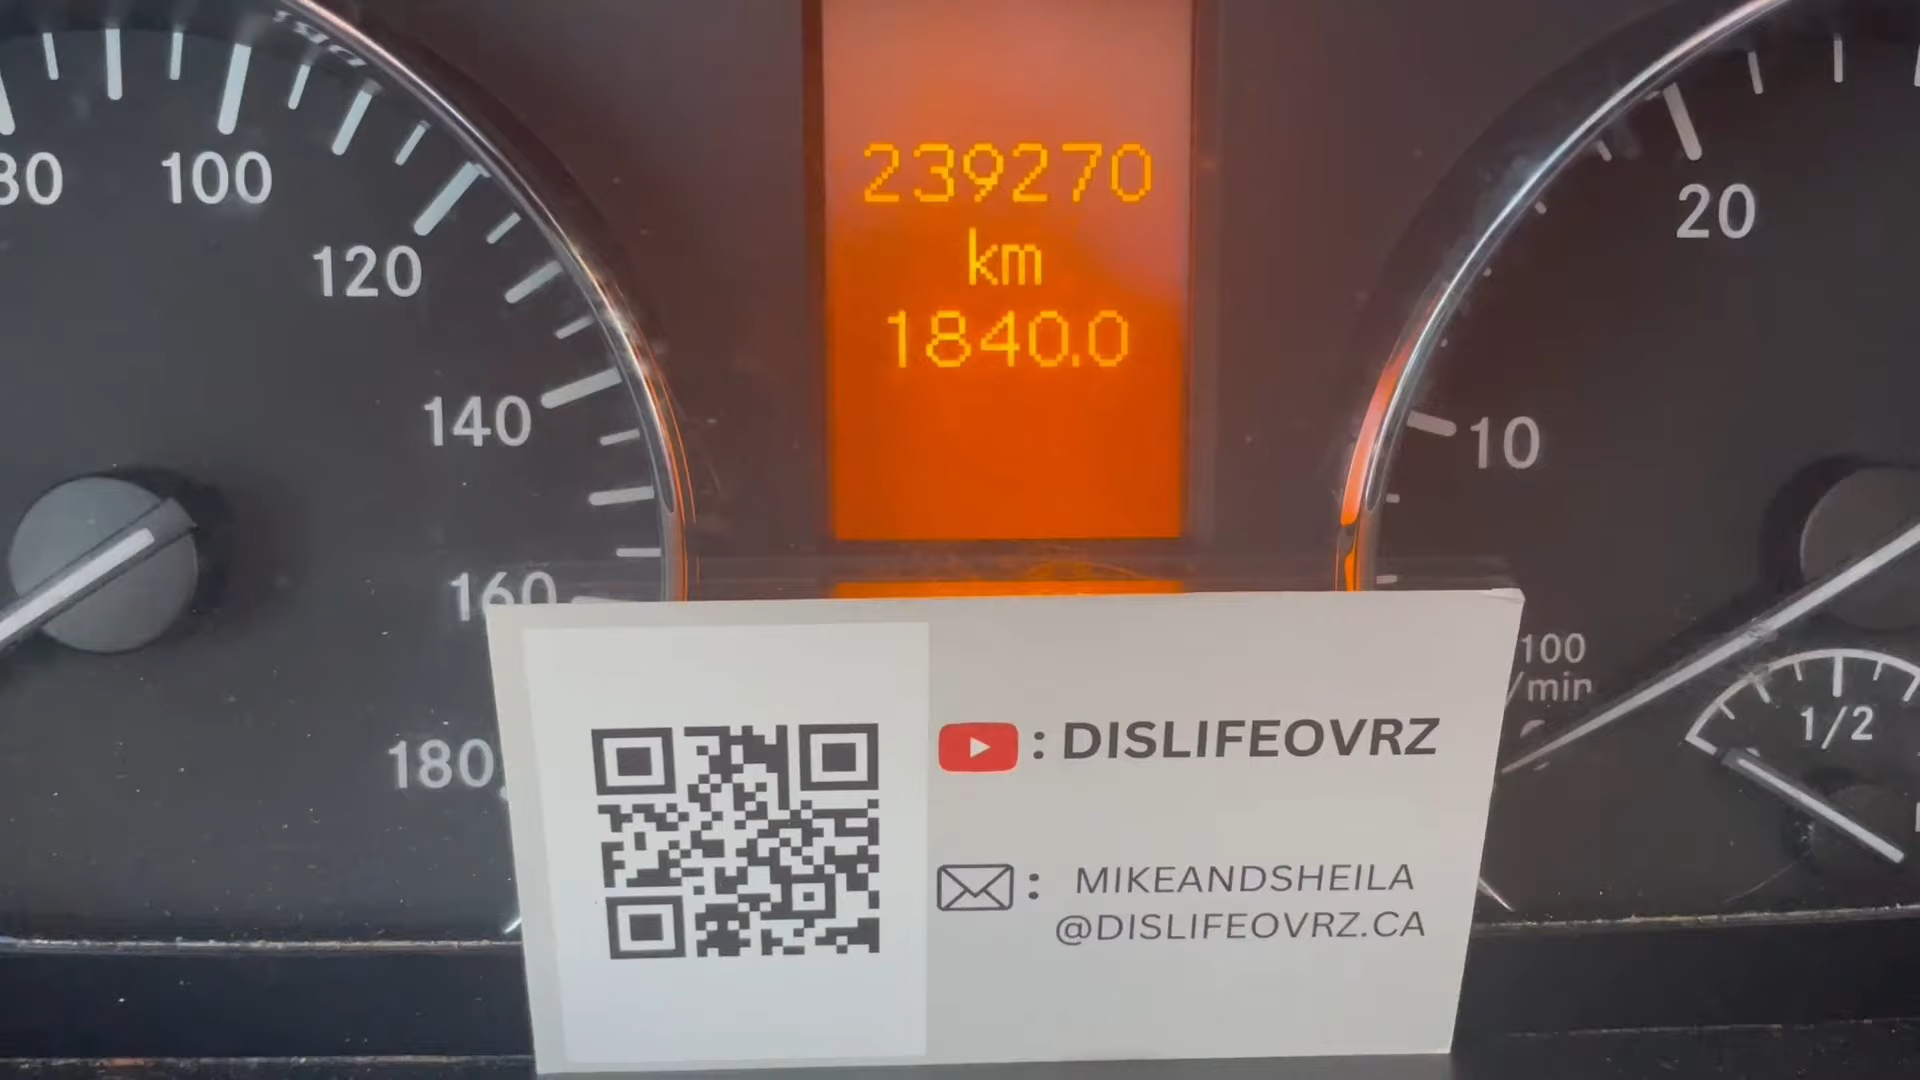 80
100
120
140
160
180
239270
km
1840.0
20
10
100
/min
1/2
: DISLIFEOVRZ
: MIKEANDSHEILA
@DISLIFEOVRZ.CA